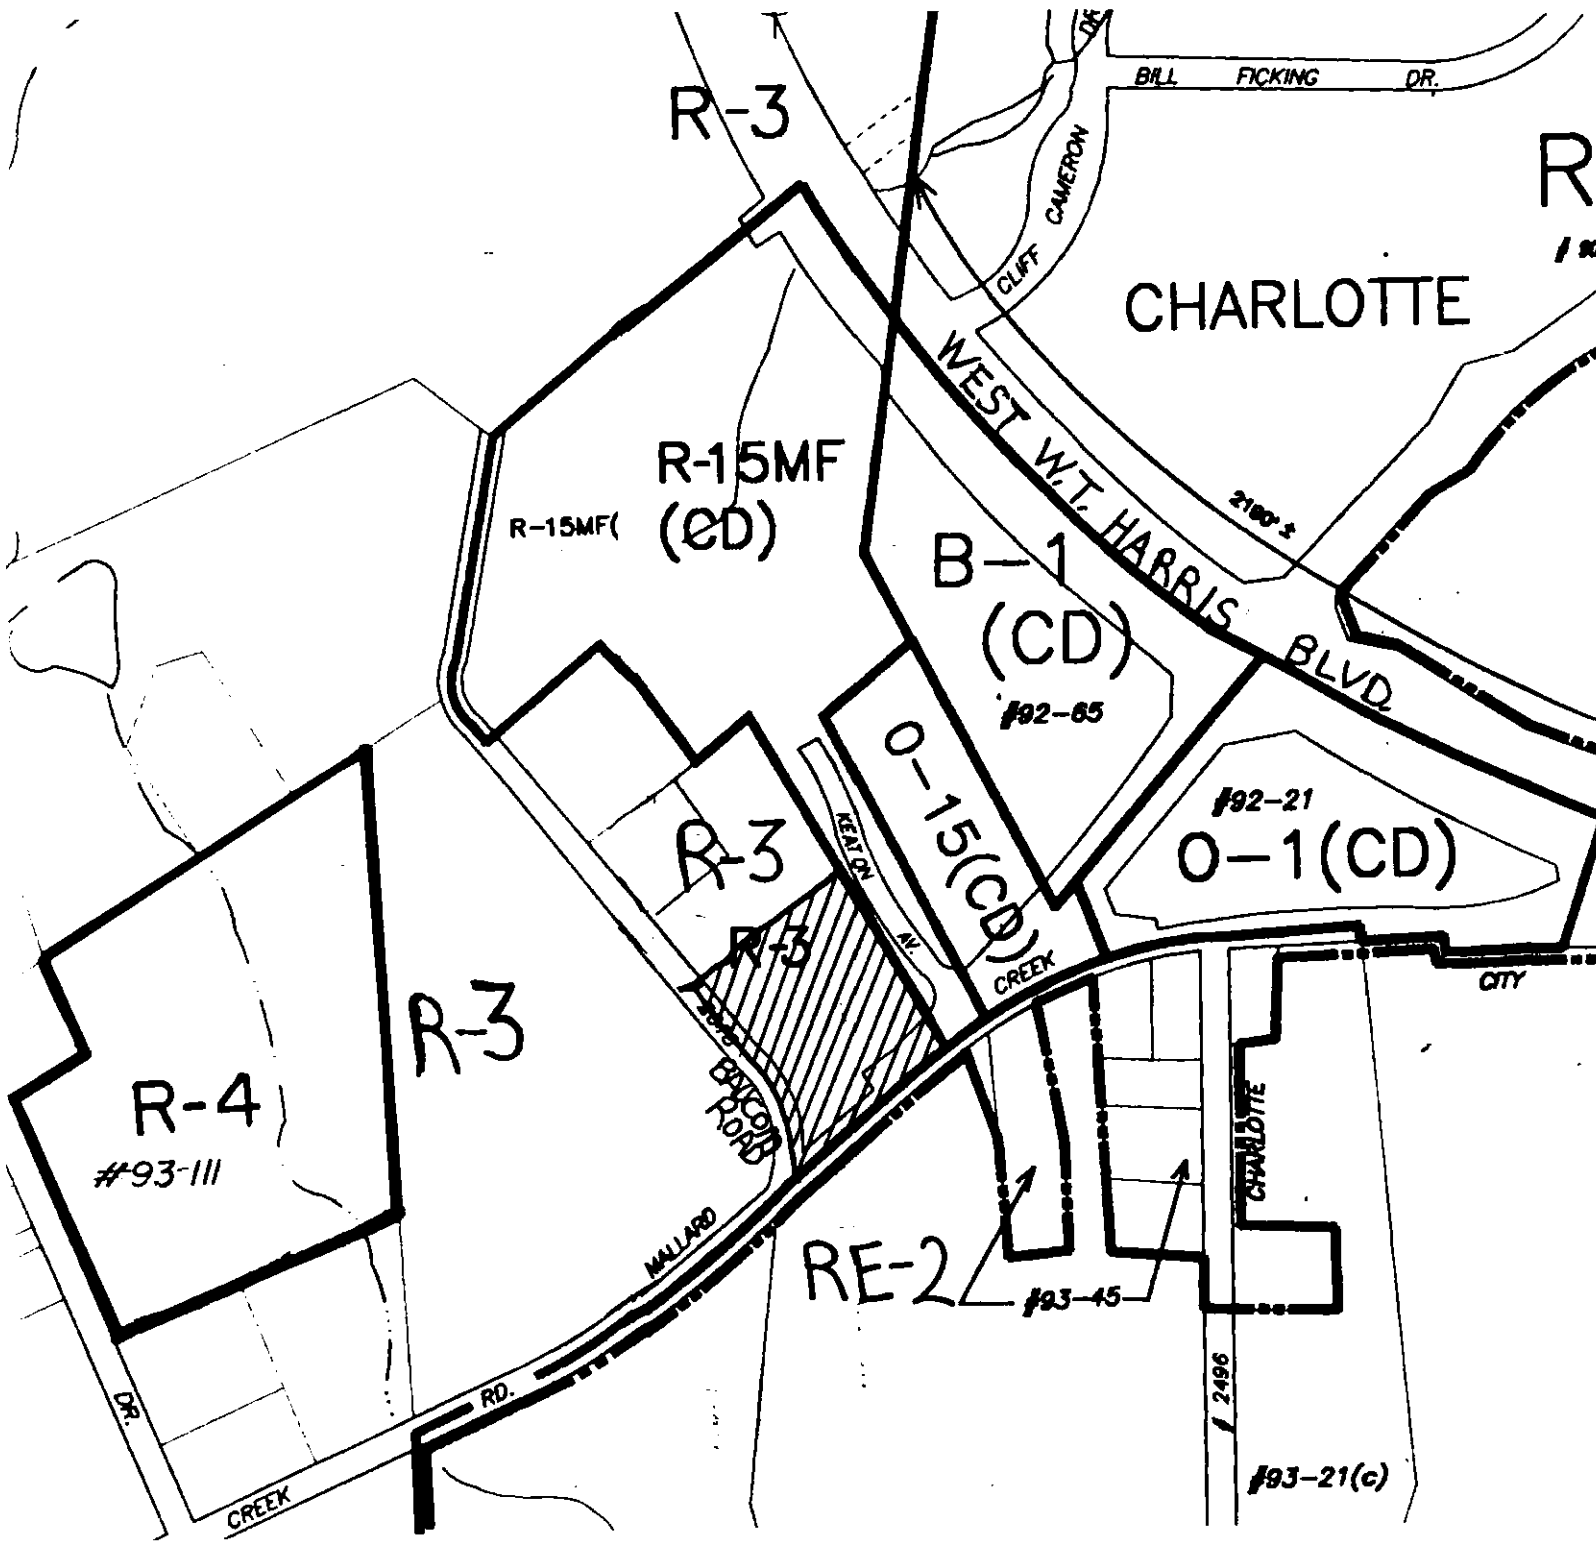 DR.
R-3
BILL FICKING DR.
CAMERON
CLIFF
R
CHARLOTTE
WEST W.T. HARRIS BLVD.
2180' ±
R-15MF
(CD)
R-15MF(
B-1
(CD)
#92-65
O-15(CD)
#92-21
O-1(CD)
KEATON
AV.
R-3
R-3
CREEK
CITY
R-3
R-4
#93-111
ROAD
CHARLOTTE
MALLARD
RE-2
#93-45
# 2496
RD.
DR.
CREEK
#93-21(c)